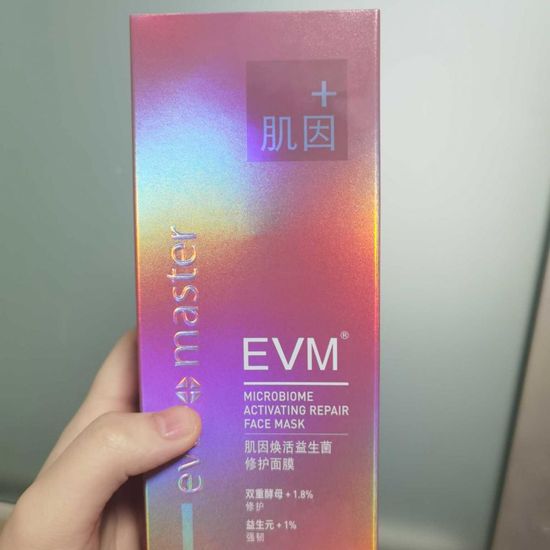 +
肌因
master
EVM®
MICROBIOME
ACTIVATING REPAIR
FACE MASK
肌因焕活益生菌
修护面膜
双重酵母+1.8%
修护
益生元+1%
强韧